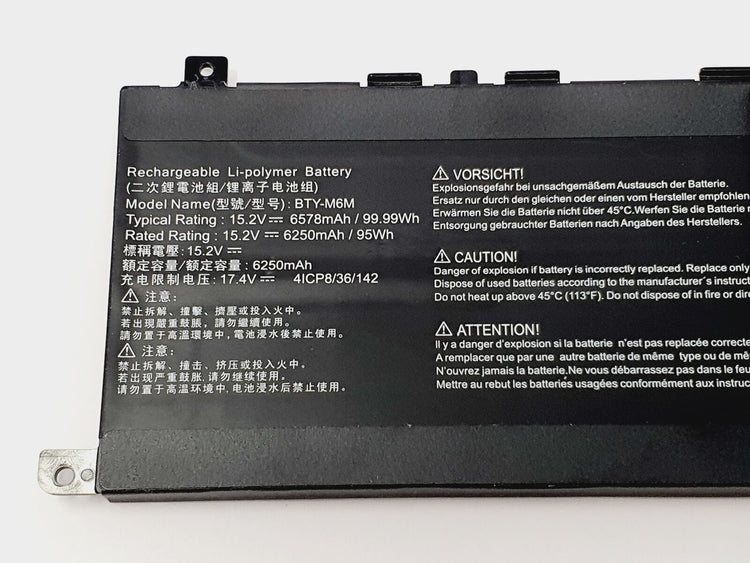 Rechargeable Li-polymer Battery
(二次鋰電池組/锂离子电池组)
Model Name(型號/型号) : BTY-M6M
Typical Rating : 15.2V⎓ 6578mAh / 99.99Wh
Rated Rating : 15.2V⎓ 6250mAh / 95Wh
標稱電壓 : 15.2V⎓
額定容量/额定容量 : 6250mAh
充电限制电压 : 17.4V⎓ 4ICP8/36/142
⚠ 注意:
禁止拆解、撞擊、擠壓或投入火中。
若出現嚴重鼓脹，請勿繼續使用。
請勿置于高溫環境中,電池浸水後禁止使用。
⚠ 注意:
禁止拆解、撞击、挤压或投入火中。
若出现严重鼓胀,请勿继续使用。
请勿置于高温环境中,电池浸水后禁止使用。
⚠ VORSICHT!
Explosionsgefahr bei unsachgemäßem Austausch der Batterie.
Ersatz nur durch den gleichen oder einen vom Hersteller empfohlen
Erwärmen Sie die Batterie nicht über 45°C.Werfen Sie die Batterie
Entsorgung gebrauchter Batterien nach Angaben des Herstellers.
⚠ CAUTION!
Danger of explosion if battery is incorrectly replaced. Replace only
Dispose of used batteries according to the manufacturer's instruct
Do not heat up above 45°C (113°F). Do not dispose of in fire or dire
⚠ ATTENTION!
Il y a danger d'explosion si la batterie n'est pas replacée correcte
A remplacer que par une autre batterie de même type ou de mê
N'ouvrez jamais la batterie.Ne vous débarrassez pas dans le feu
Mettre au rebut les batteries usagées conformément aux instruc